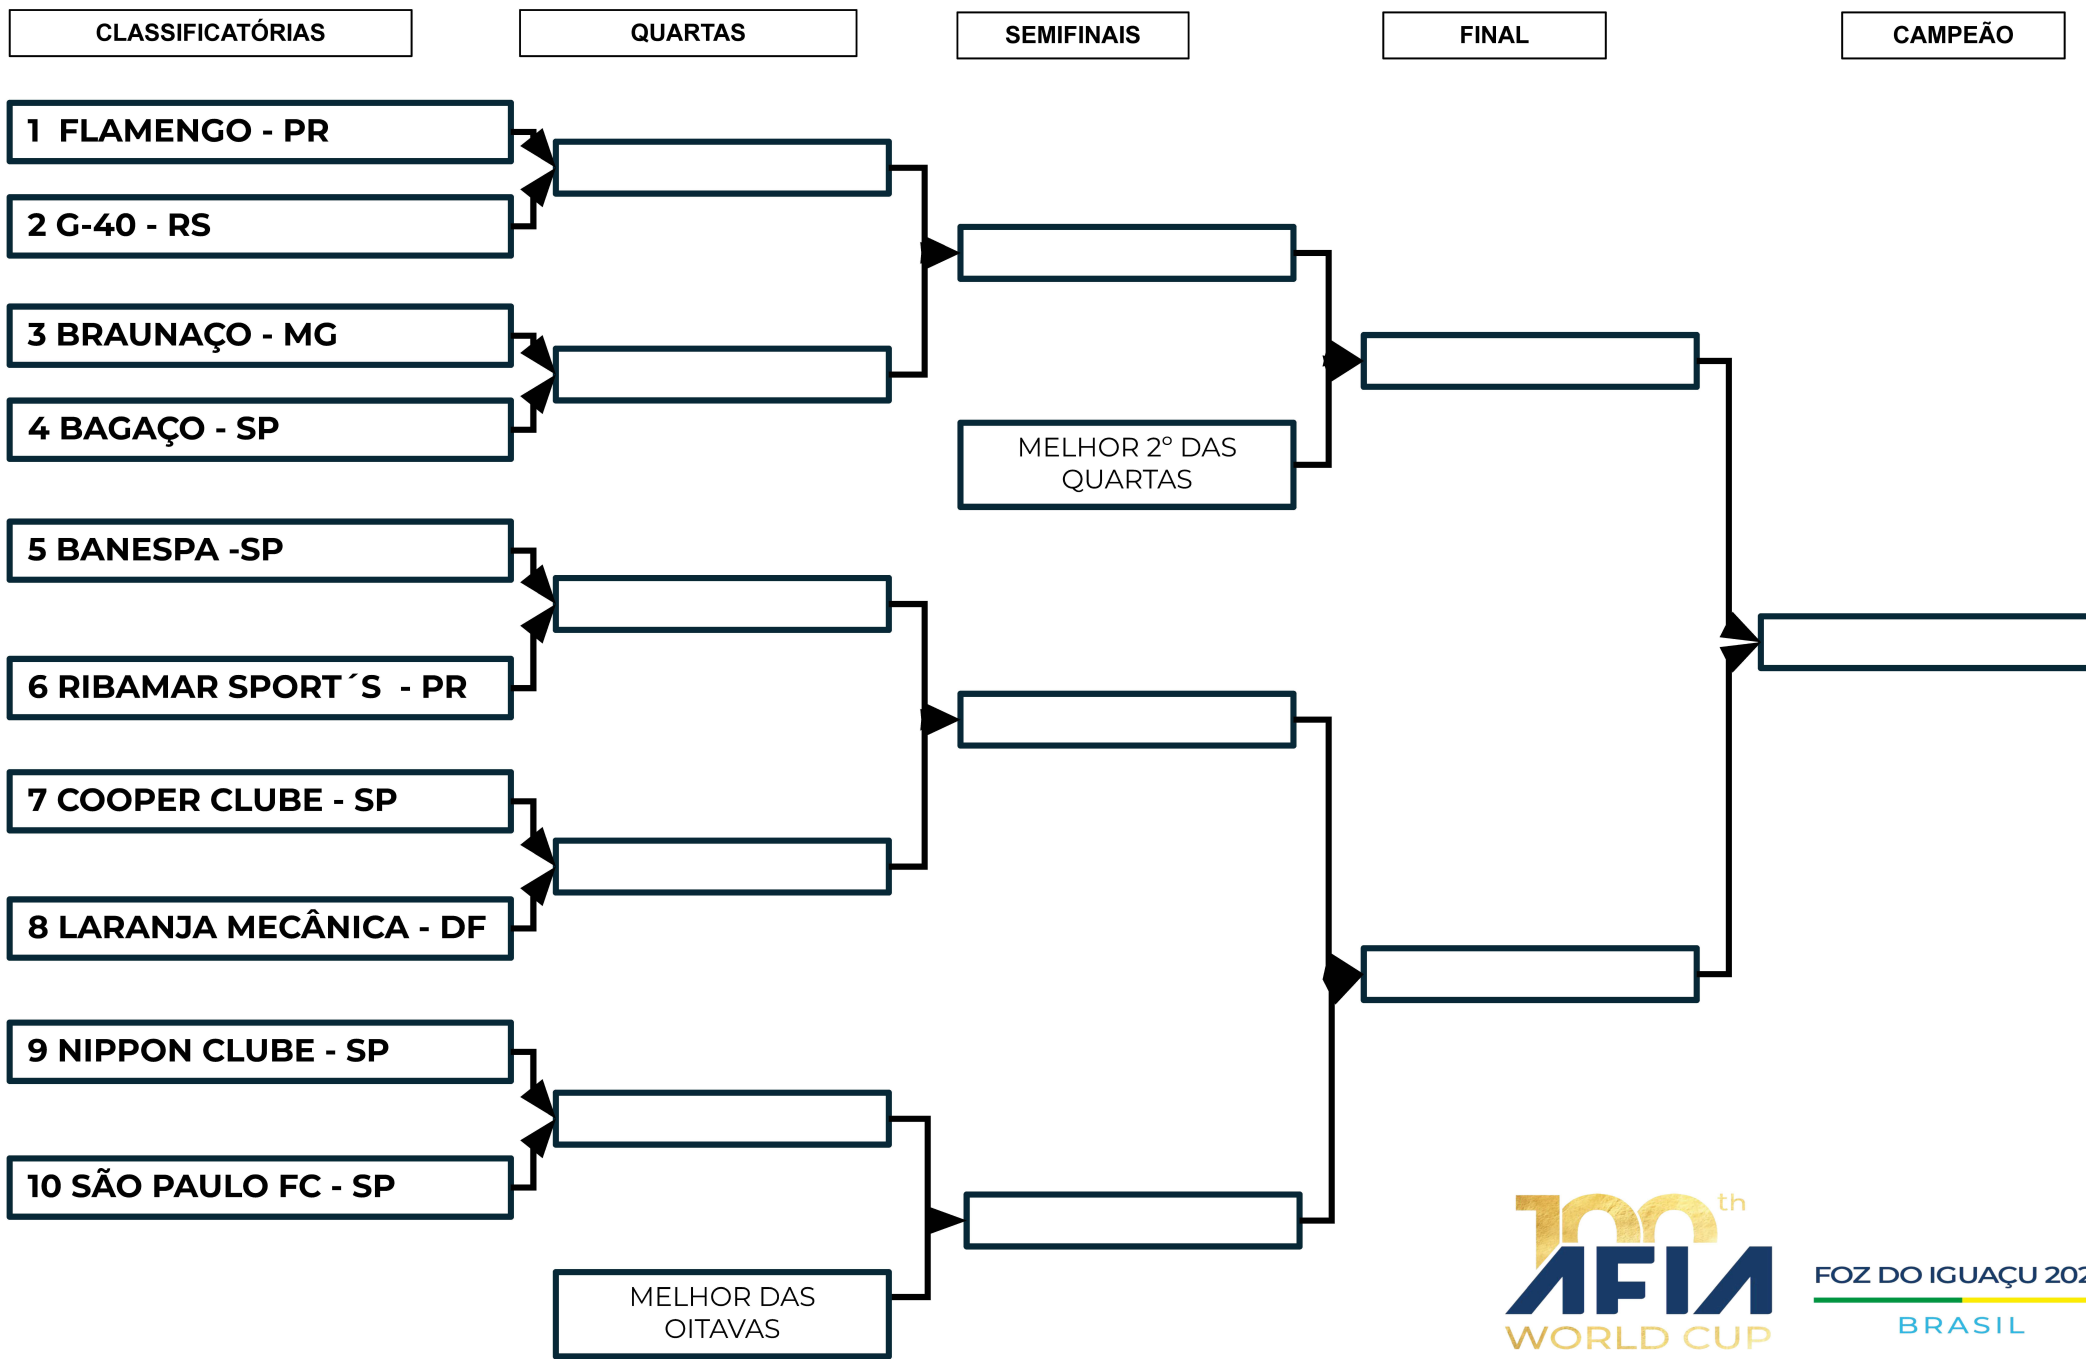 CLASSIFICATÓRIAS
QUARTAS
SEMIFINAIS
FINAL
CAMPEÃO
1 FLAMENGO - PR
2 G-40 - RS
3 BRAUNAÇO - MG
4 BAGAÇO - SP
MELHOR 2º DAS
QUARTAS
5 BANESPA -SP
6 RIBAMAR SPORT´S - PR
7 COOPER CLUBE - SP
8 LARANJA MECÂNICA - DF
9 NIPPON CLUBE - SP
10 SÃO PAULO FC - SP
MELHOR DAS
OITAVAS
100th
AFIA
WORLD CUP
FOZ DO IGUAÇU
BRASIL